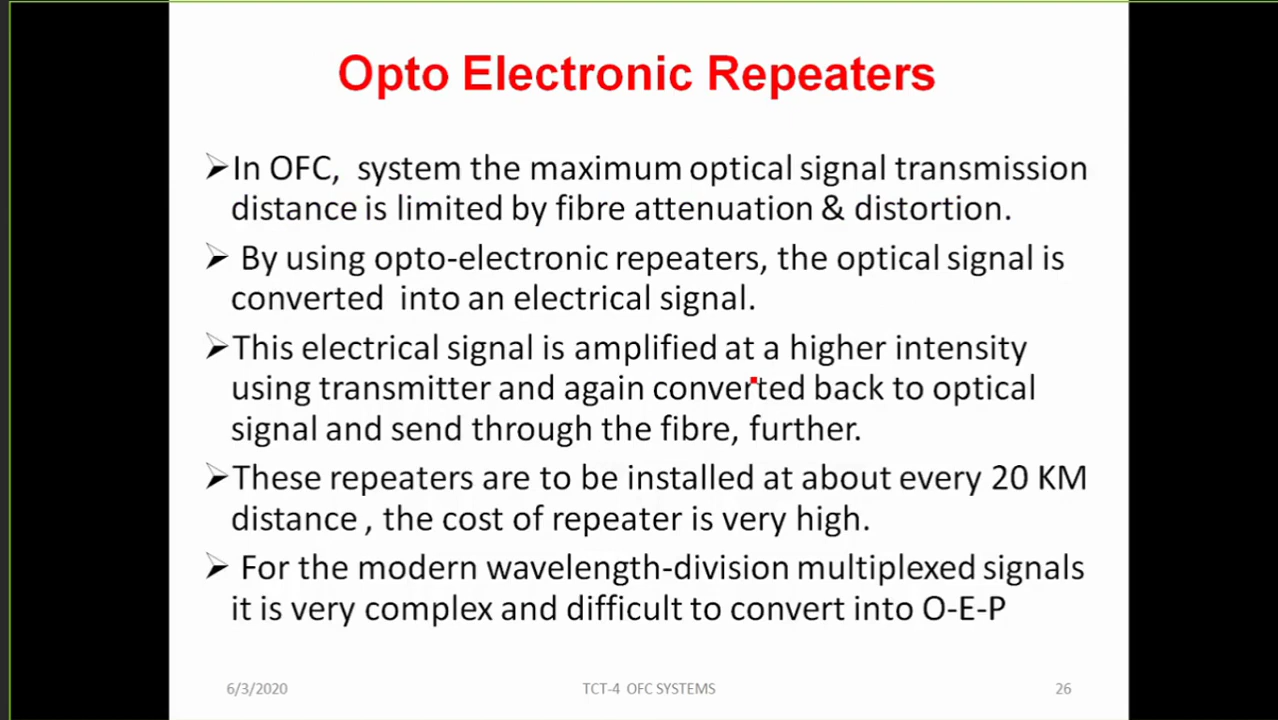 Opto Electronic Repeaters
➢In OFC, system the maximum optical signal transmission
distance is limited by fibre attenuation & distortion.
➢ By using opto-electronic repeaters, the optical signal is
converted into an electrical signal.
➢This electrical signal is amplified at a higher intensity
using transmitter and again converted back to optical
signal and send through the fibre, further.
➢These repeaters are to be installed at about every 20 KM
distance , the cost of repeater is very high.
➢ For the modern wavelength-division multiplexed signals
it is very complex and difficult to convert into O-E-P
6/3/2020 TCT-4 OFC SYSTEMS 26